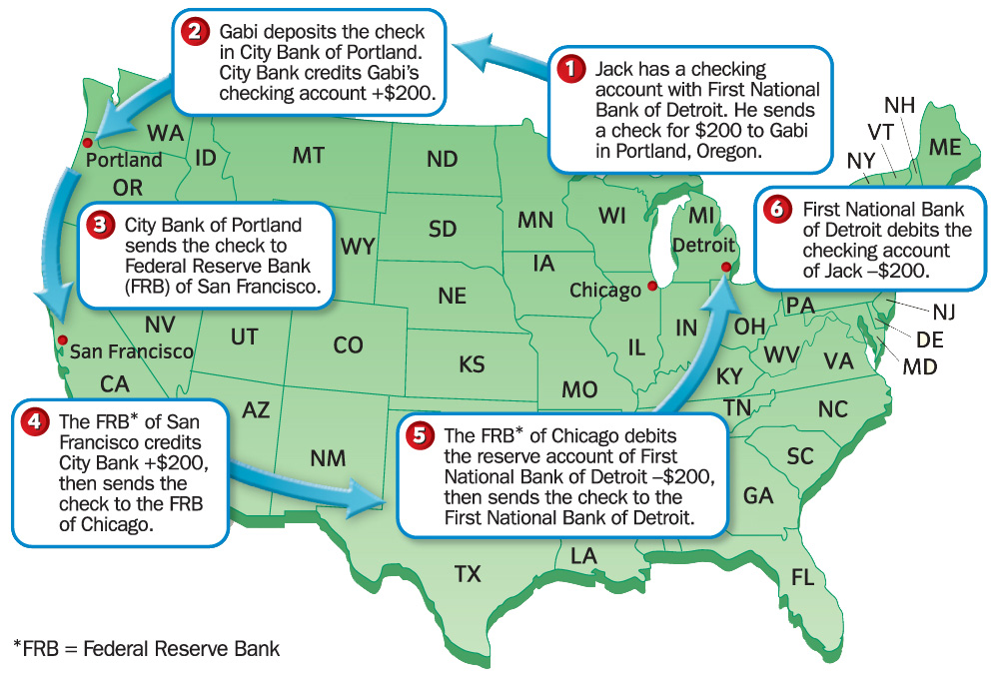 1 Jack has a checking
account with First National
Bank of Detroit. He sends
a check for $200 to Gabi
in Portland, Oregon.
2 Gabi deposits the check
in City Bank of Portland.
City Bank credits Gabi's
checking account +$200.
3 City Bank of Portland
sends the check to
Federal Reserve Bank
(FRB) of San Francisco.
4 The FRB* of San
Francisco credits
City Bank +$200,
then sends the
check to the FRB
of Chicago.
5 The FRB* of Chicago debits
the reserve account of First
National Bank of Detroit –$200,
then sends the check to the
First National Bank of Detroit.
6 First National Bank
of Detroit debits the
checking account
of Jack –$200.
WA
Portland
OR
ID
MT
ND
SD
MN
WI
MI
Detroit
NH
VT
NY
ME
WY
IA
NE
Chicago
PA
NJ
DE
MD
NV
San Francisco
CA
UT
CO
KS
MO
IL
IN
OH
WV
VA
KY
TN
NC
AZ
NM
SC
GA
TX
LA
FL
*FRB = Federal Reserve Bank